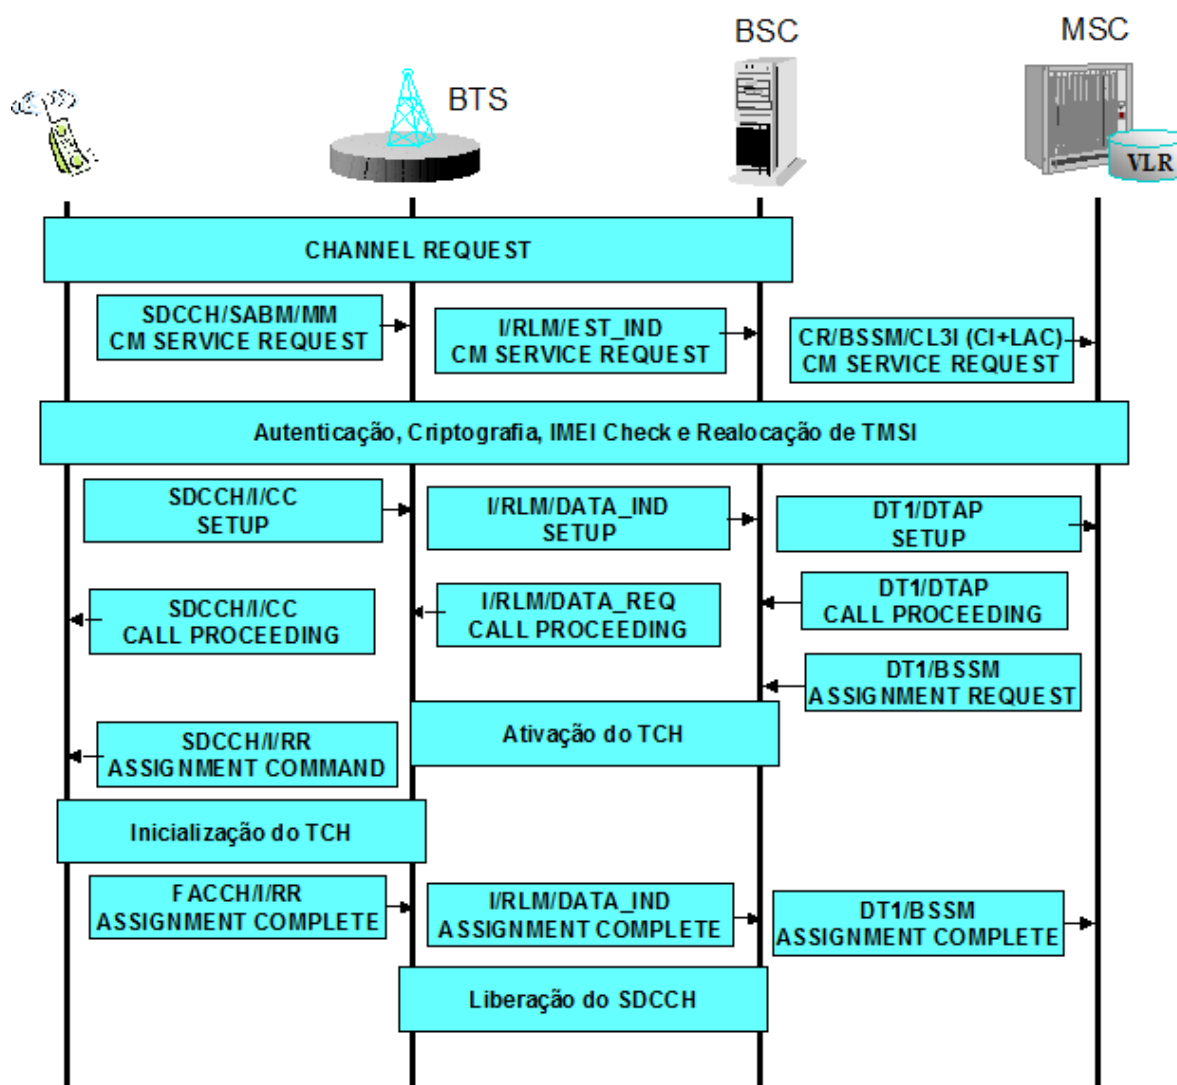 BSC
MSC
BTS
VLR
CHANNEL REQUEST
SDCCH/SABM/MM
CM SERVICE REQUEST
I/RLM/EST_IND
CM SERVICE REQUEST
CR/BSSM/CL3I (CI+LAC)
CM SERVICE REQUEST
Autenticação, Criptografia, IMEI Check e Realocação de TMSI
SDCCH/I/CC
SETUP
I/RLM/DATA_IND
SETUP
DT1/DTAP
SETUP
SDCCH/I/CC
CALL PROCEEDING
I/RLM/DATA_REQ
CALL PROCEEDING
DT1/DTAP
CALL PROCEEDING
DT1/BSSM
ASSIGNMENT REQUEST
Ativação do TCH
SDCCH/I/RR
ASSIGNMENT COMMAND
Inicialização do TCH
FACCH/I/RR
ASSIGNMENT COMPLETE
I/RLM/DATA_IND
ASSIGNMENT COMPLETE
DT1/BSSM
ASSIGNMENT COMPLETE
Liberação do SDCCH